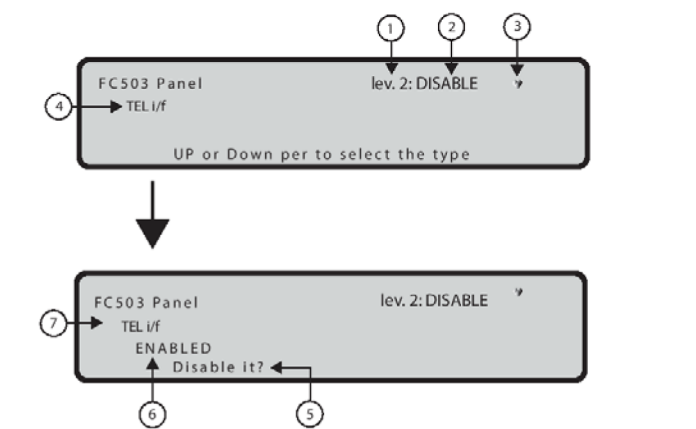 1 2 3
FC503 Panel lev. 2: DISABLE
4 TEL i/f
UP or Down per to select the type
FC503 Panel lev. 2: DISABLE
7 TEL i/f
ENABLED
Disable it?
6 5